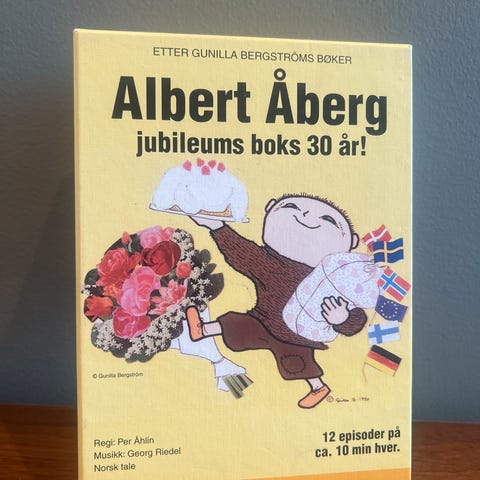 ETTER GUNILLA BERGSTRÖMS BØKER
Albert Åberg
jubileums boks 30 år!
© Gunilla Bergström
Regi: Per Åhlin
Musikk: Georg Riedel
Norsk tale
12 episoder på
ca. 10 min hver.